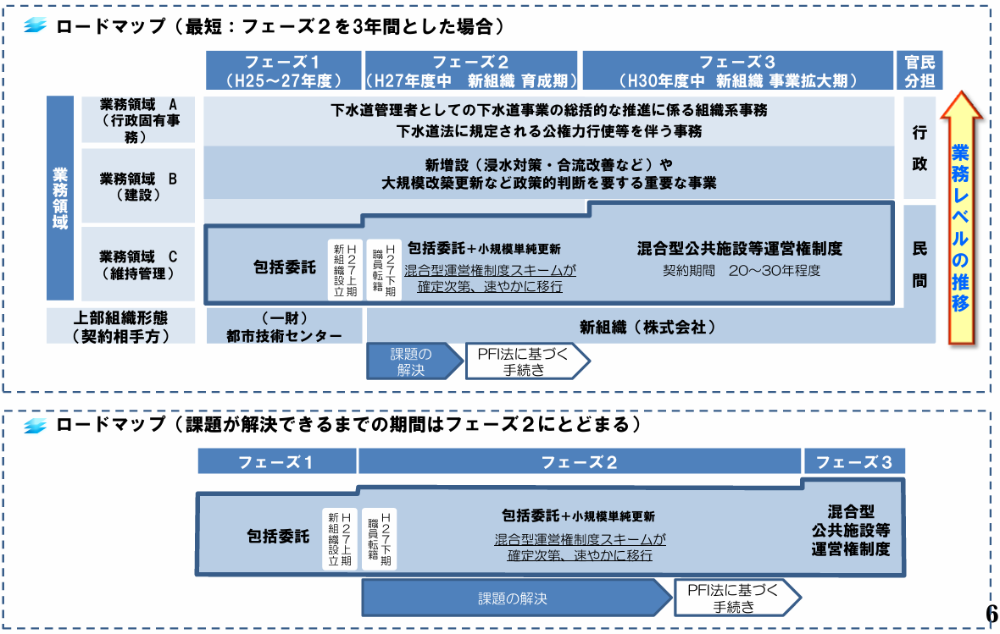 ロードマップ（最短：フェーズ２を3年間とした場合）
フェーズ１
（H25～27年度）
フェーズ２
（H27年度中　新組織 育成期）
フェーズ３
（H30年度中　新組織 事業拡大期）
官民
分担
業務領域
業務領域　A
（行政固有事
務）
下水道管理者としての下水道事業の総括的な推進に係る組織系事務
下水道法に規定される公権力行使等を伴う事務
行政
業務領域　B
（建設）
新増設（浸水対策・合流改善など）や
大規模改築更新など政策的判断を要する重要な事業
業務領域　C
（維持管理）
包括委託
H27上期
新組織設立
H27下期
職員転籍
包括委託＋小規模単純更新
混合型運営権制度スキームが
確定次第、速やかに移行
混合型公共施設等運営権制度
契約期間　20～30年程度
民間
業務レベルの推移
上部組織形態
（契約相手方）
（一財）
都市技術センター
新組織（株式会社）
課題の
解決
PFI法に基づく
手続き
ロードマップ（課題が解決できるまでの期間はフェーズ２にとどまる）
フェーズ１
フェーズ２
フェーズ３
包括委託
H27上期
新組織設立
H27下期
職員転籍
包括委託＋小規模単純更新
混合型運営権制度スキームが
確定次第、速やかに移行
混合型
公共施設等
運営権制度
課題の解決
PFI法に基づく
手続き
6